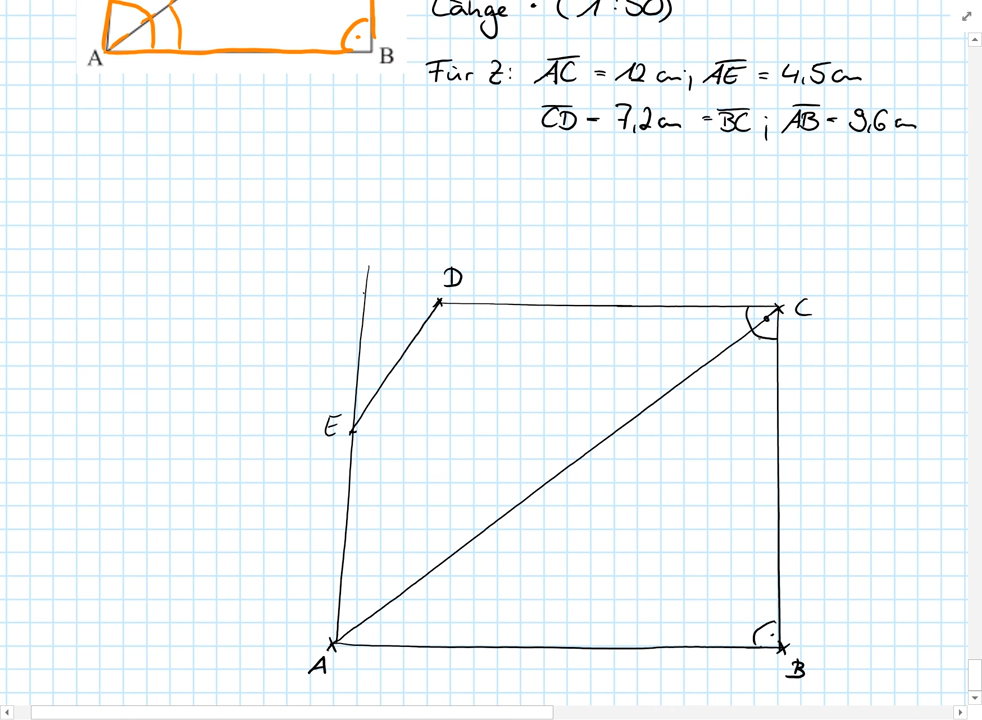 Länge · (1:50)
A
B
Für Z: AC = 12 cm; AE = 4,5 cm
CD = 7,2 cm = BC; AB = 9,6 cm
D
C
E
A
B